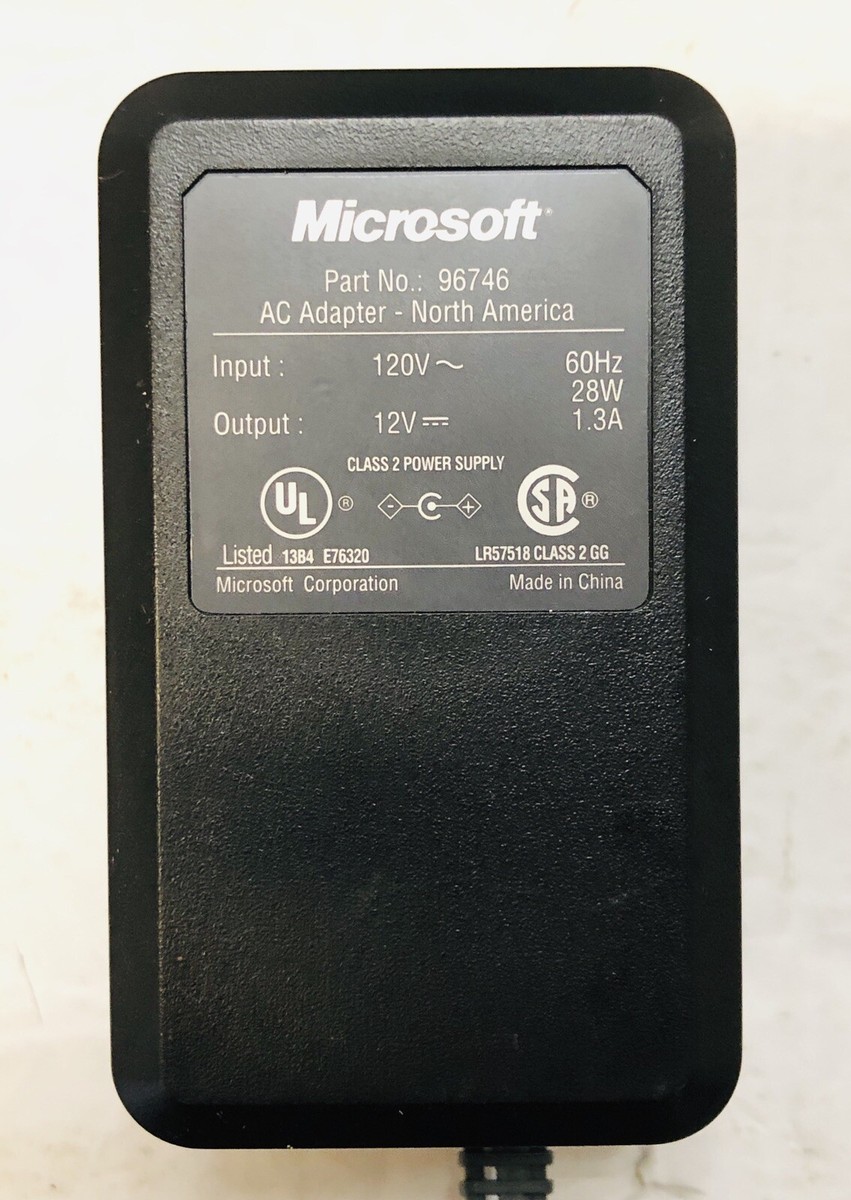 Microsoft®
Part No.: 96746
AC Adapter - North America
Input : 120V~ 60Hz
28W
Output : 12V⎓ 1.3A
CLASS 2 POWER SUPPLY
UL® - + SA®
Listed 13B4 E76320 LR57518 CLASS 2 GG
Microsoft Corporation Made in China